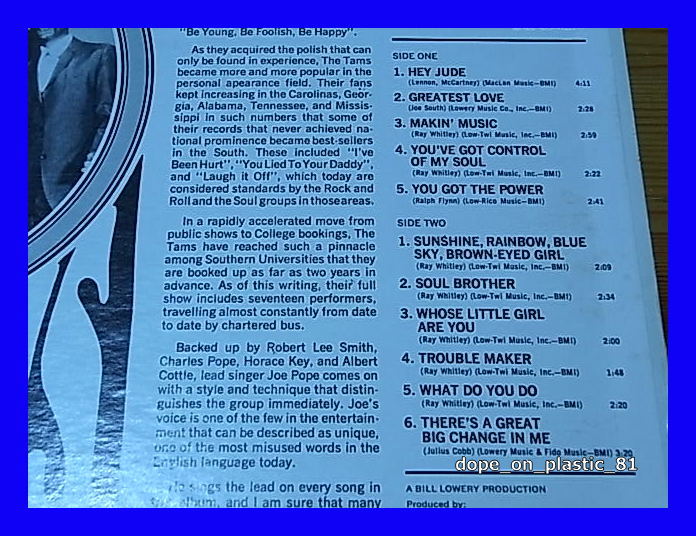 "Be Young, Be Foolish, Be Happy".
As they acquired the polish that can
only be found in experience, The Tams
became more and more popular in the
personal apearance field. Their fans
kept increasing in the Carolinas, Geor-
gia, Alabama, Tennessee, and Missis-
sippi in such numbers that some of
their records that never achieved na-
tional prominence became best-sellers
in the South. These included "I've
Been Hurt", "You Lied To Your Daddy",
and "Laugh it Off", which today are
considered standards by the Rock and
Roll and the Soul groups in those areas.
In a rapidly accelerated move from
public shows to College bookings, The
Tams have reached such a pinnacle
among Southern Universities that they
are booked up as far as two years in
advance. As of this writing, their full
show includes seventeen performers,
travelling almost constantly from date
to date by chartered bus.
Backed up by Robert Lee Smith,
Charles Pope, Horace Key, and Albert
Cottle, lead singer Joe Pope comes on
with a style and technique that distin-
guishes the group immediately. Joe's
voice is one of the few in the entertain-
ment that can be described as unique,
one of the most misused words in the
English language today.
He sings the lead on every song in
album, and I am sure that many
SIDE ONE
1. HEY JUDE
(Lennon, McCartney) (MacLen Music—BMI) 4:11
2. GREATEST LOVE
(Joe South) (Lowery Music Co., Inc.—BMI) 2:28
3. MAKIN' MUSIC
(Ray Whitley) (Low-Twi Music, Inc.—BMI) 2:59
4. YOU'VE GOT CONTROL
OF MY SOUL
(Ray Whitley) (Low-Twi Music, Inc.—BMI) 2:22
5. YOU GOT THE POWER
(Ralph Flynn) (Low-Rico Music—BMI) 2:41
SIDE TWO
1. SUNSHINE, RAINBOW, BLUE
SKY, BROWN-EYED GIRL
(Ray Whitley) (Low-Twi Music, Inc.—BMI) 2:09
2. SOUL BROTHER
(Ray Whitley) (Low-Twi Music, Inc.—BMI) 2:34
3. WHOSE LITTLE GIRL
ARE YOU
(Ray Whitley) (Low-Twi Music, Inc.—BMI) 2:00
4. TROUBLE MAKER
(Ray Whitley) (Low-Twi Music, Inc.—BMI) 1:48
5. WHAT DO YOU DO
(Ray Whitley) (Low-Twi Music, Inc.—BMI) 2:20
6. THERE'S A GREAT
BIG CHANGE IN ME
(Julius Cobb) (Lowery Music & Fido Music—BMI) 3:20
dope_on_plastic_81
A BILL LOWERY PRODUCTION
Produced by: